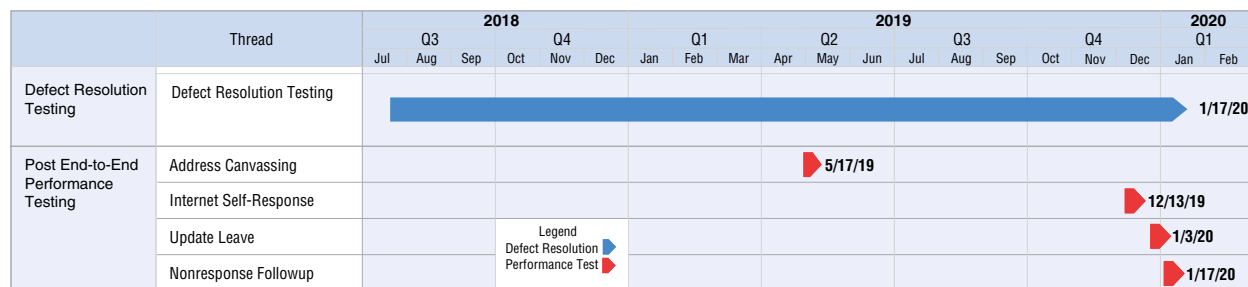 2018 2019 2020
Thread Q3 Q4 Q1 Q2 Q3 Q4 Q1
Jul Aug Sep Oct Nov Dec Jan Feb Mar Apr May Jun Jul Aug Sep Oct Nov Dec Jan Feb
Defect Resolution
Testing
Defect Resolution Testing
1/17/20
Post End-to-End
Performance
Testing
Address Canvassing 5/17/19
Internet Self-Response 12/13/19
Update Leave 1/3/20
Nonresponse Followup 1/17/20
Legend
Defect Resolution
Performance Test